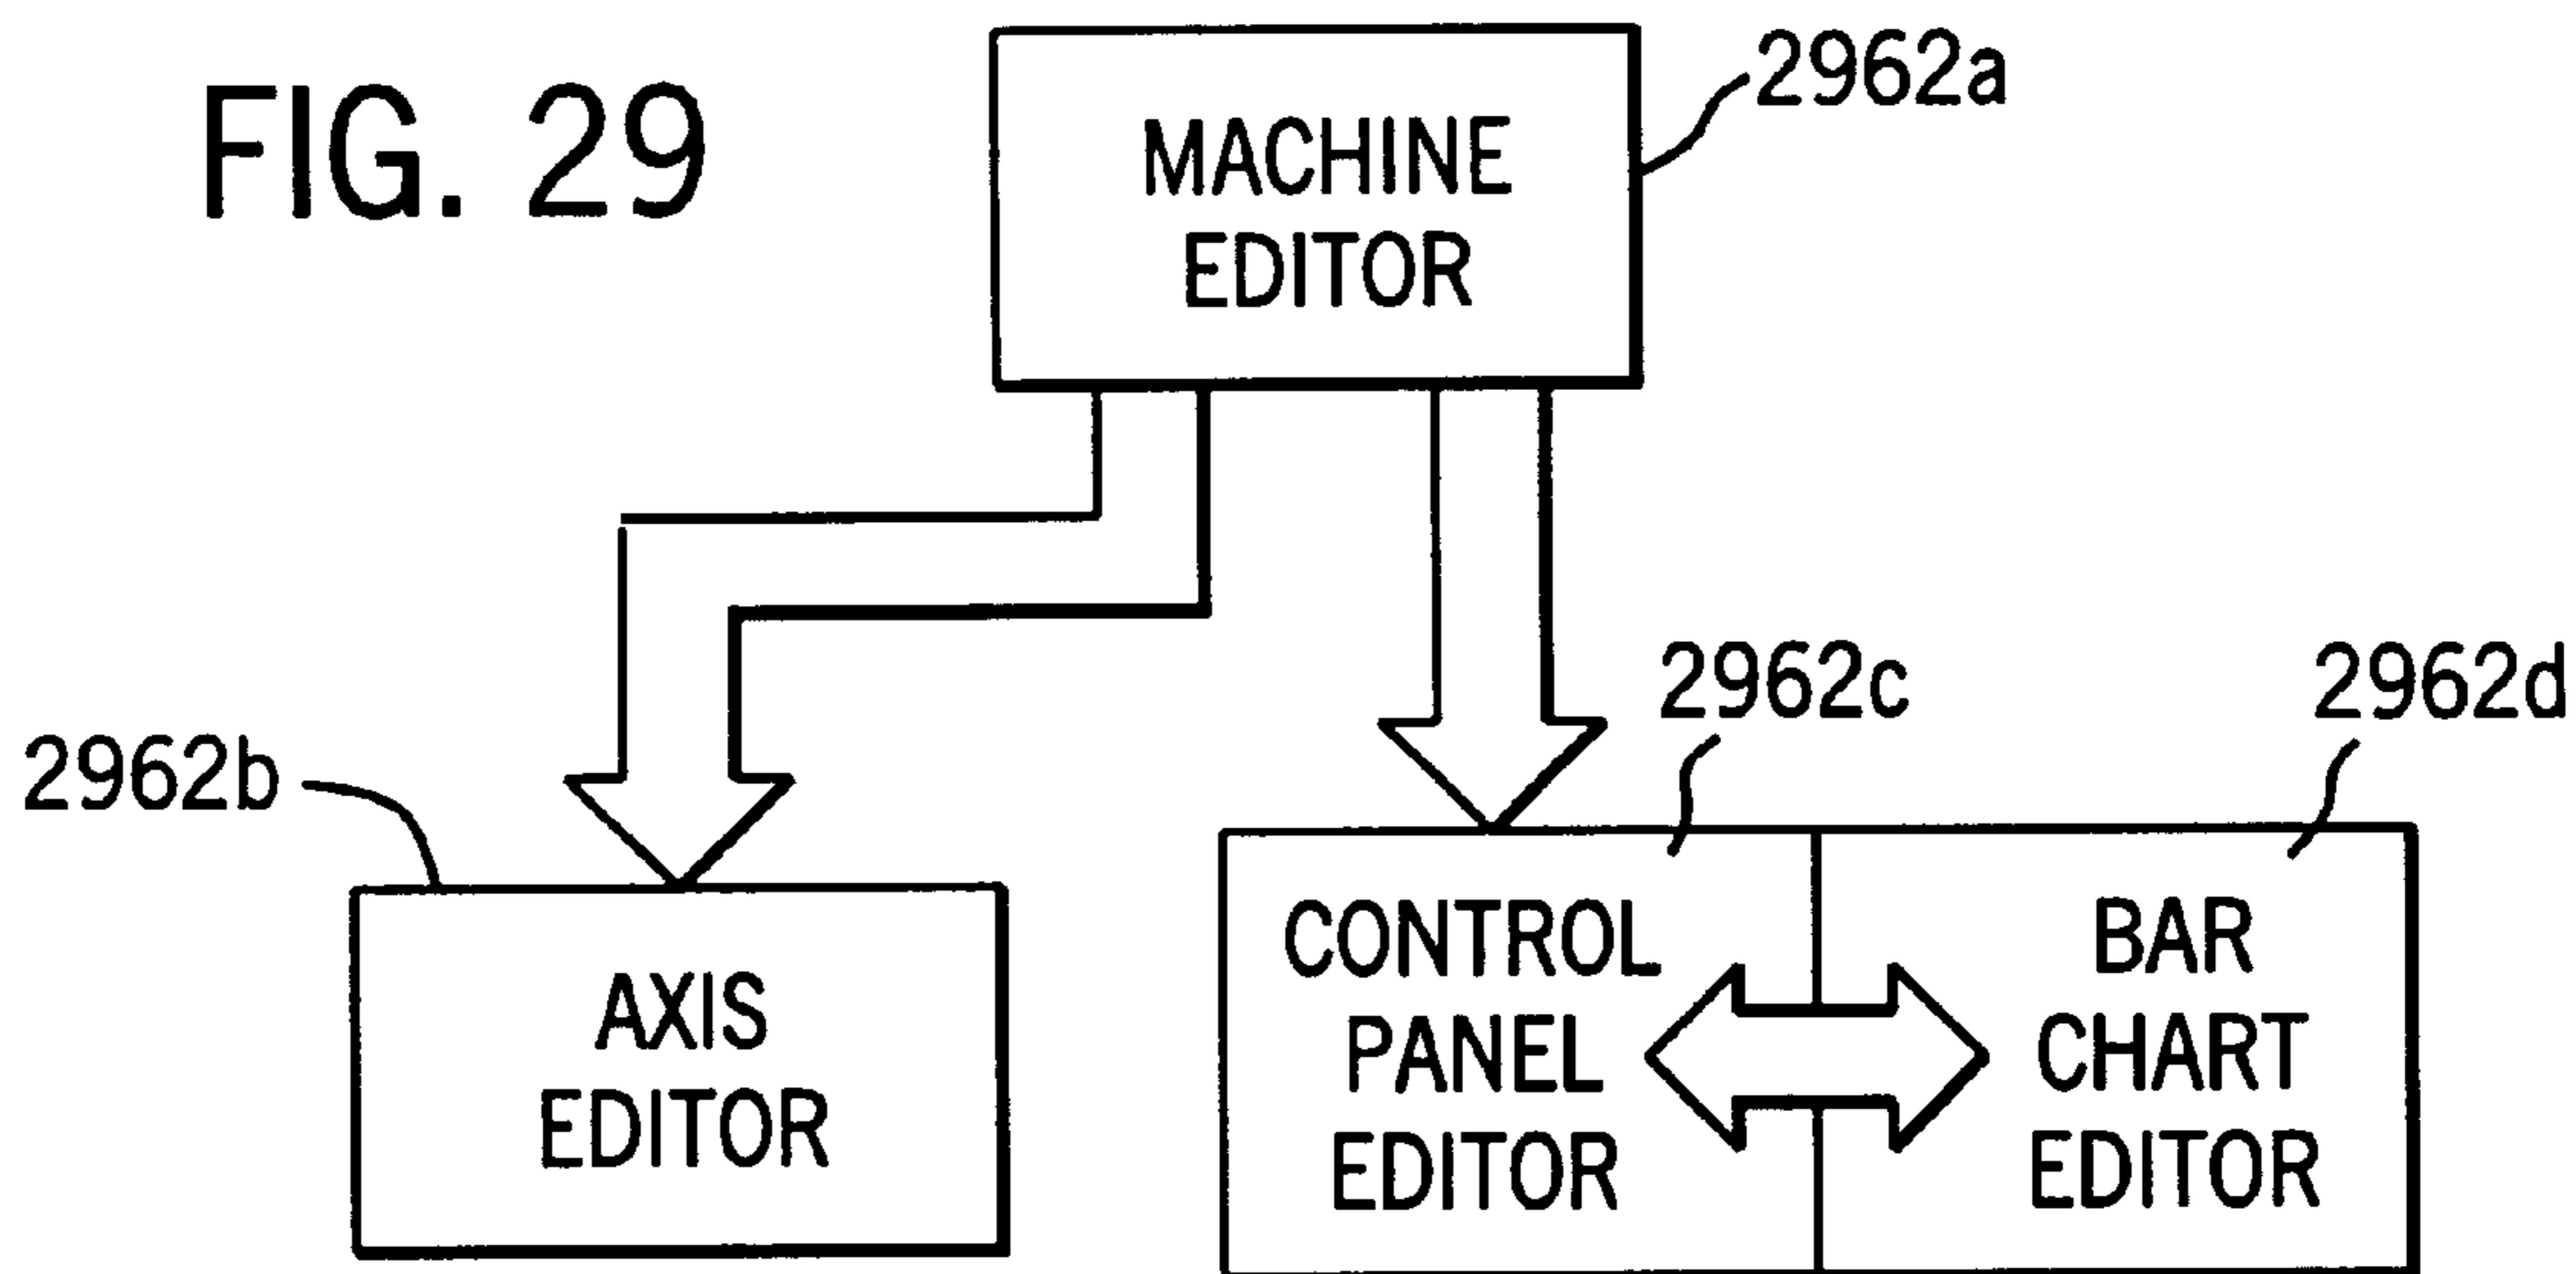 FIG. 29
2962a
MACHINE
EDITOR
2962b
AXIS
EDITOR
2962c
CONTROL
PANEL
EDITOR
2962d
BAR
CHART
EDITOR